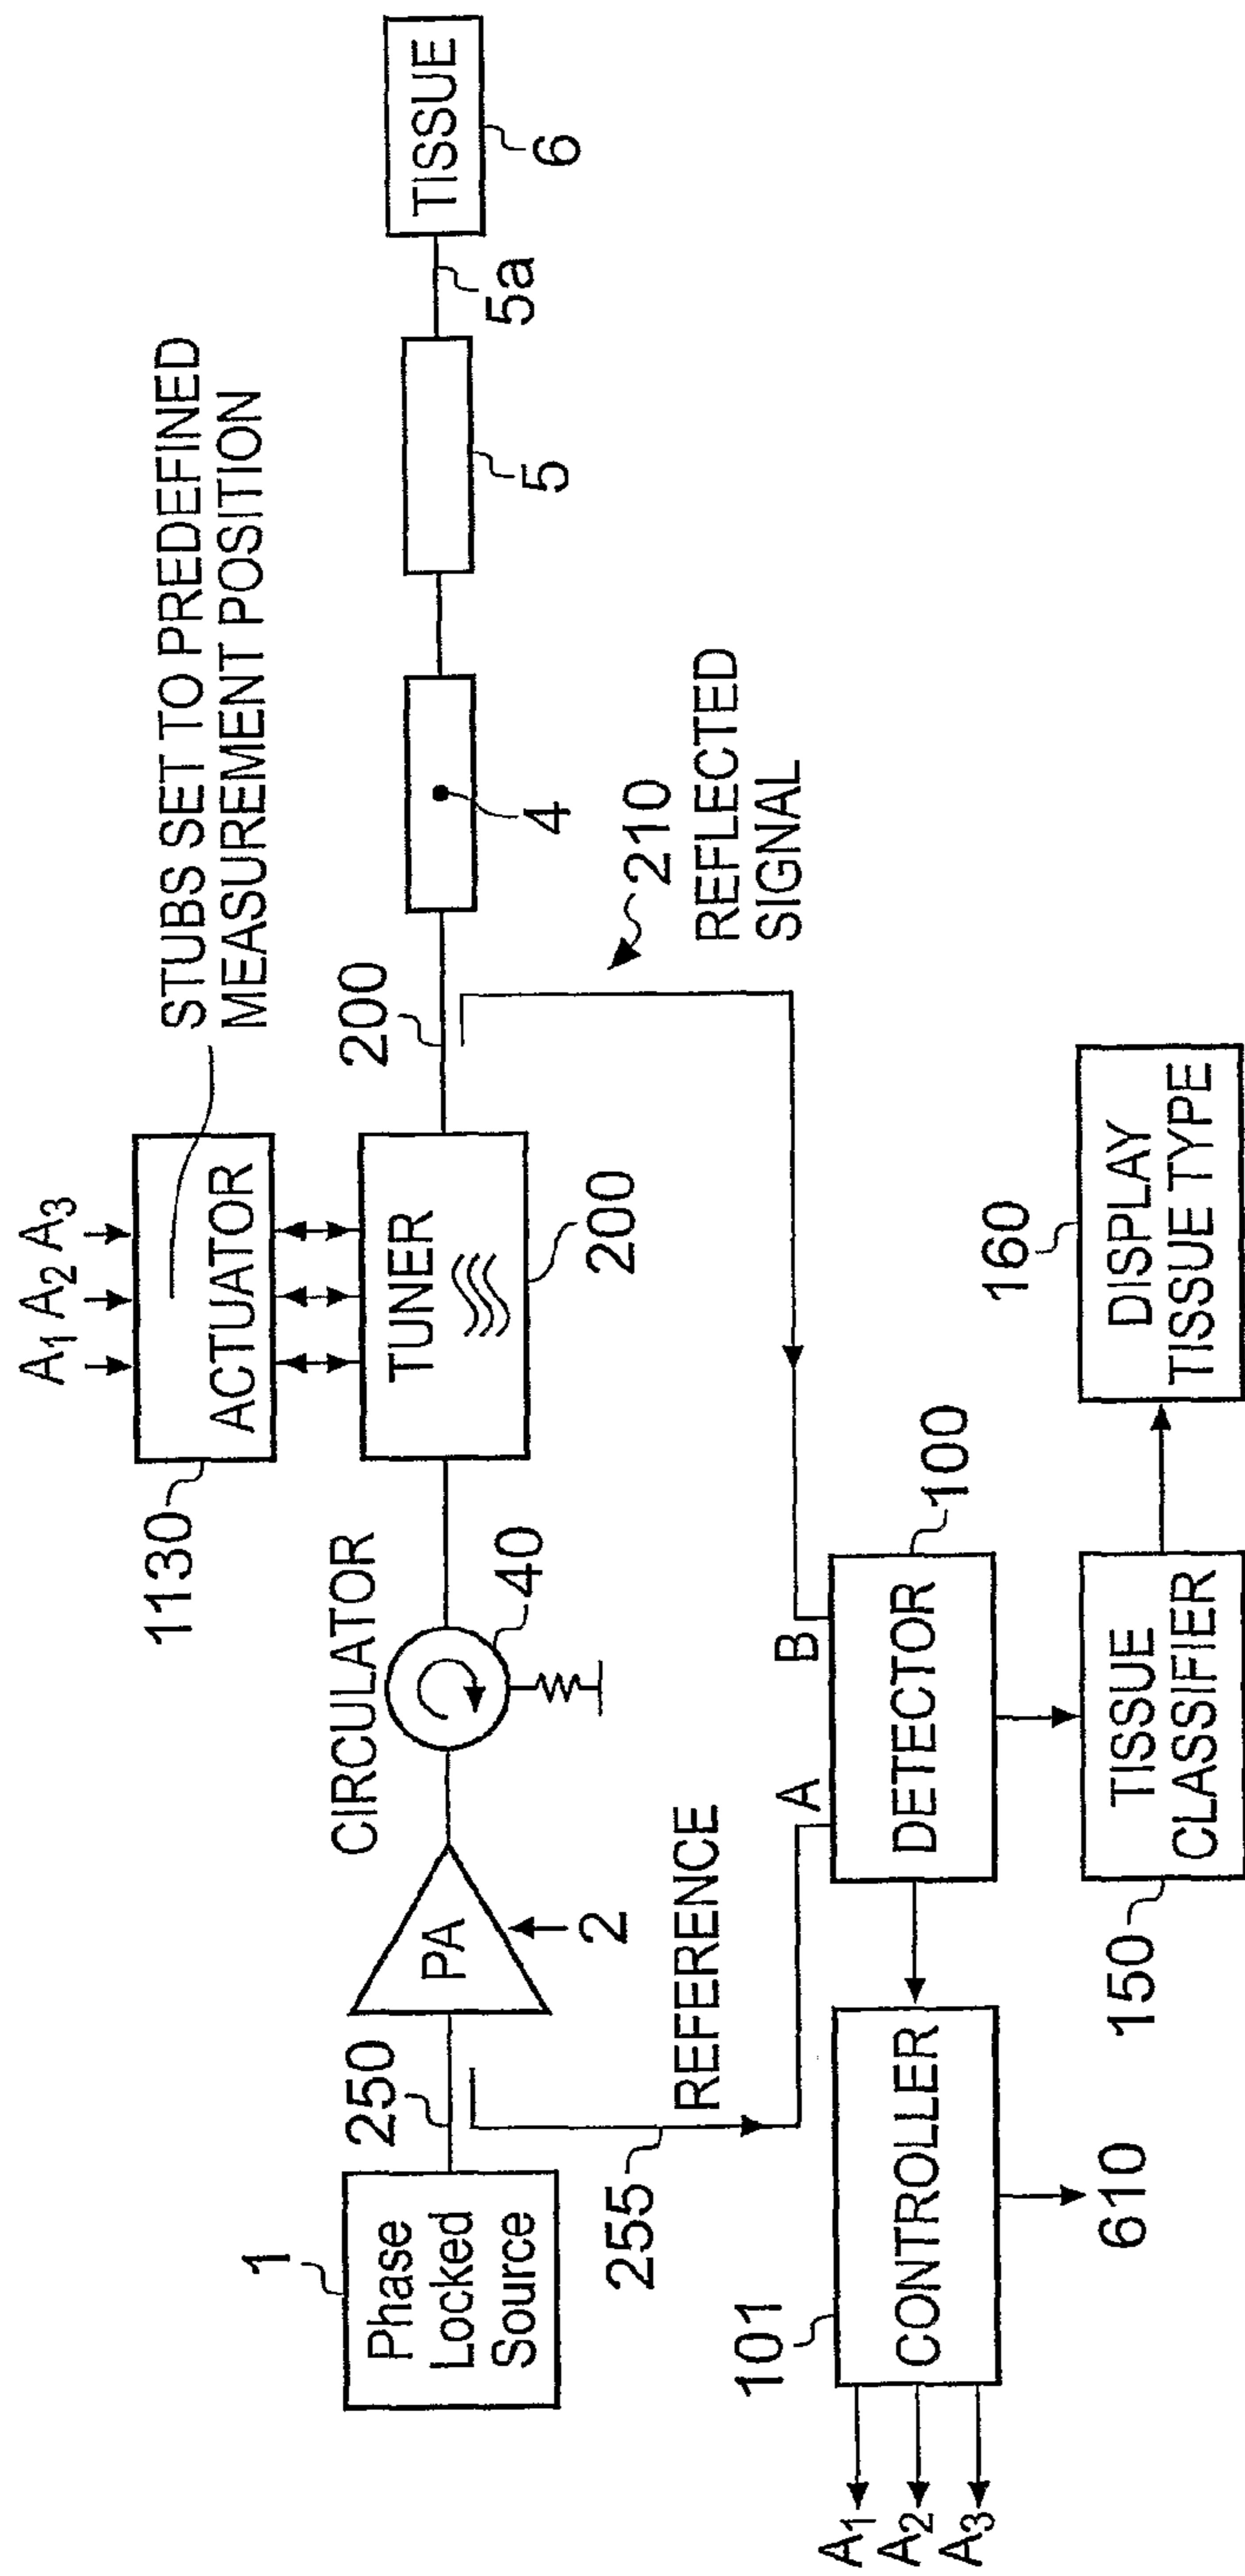 STUBS SET TO PREDEFINED
MEASUREMENT POSITION
A1 A2 A3
1130
ACTUATOR
CIRCULATOR
40
TUNER
200
200
4
5
5a
TISSUE
6
1
Phase
Locked
Source
250
PA
2
210
REFLECTED
SIGNAL
255
REFERENCE
A
B
100
DETECTOR
101
CONTROLLER
A1
A2
A3
610
150
TISSUE
CLASSIFIER
160
DISPLAY
TISSUE TYPE